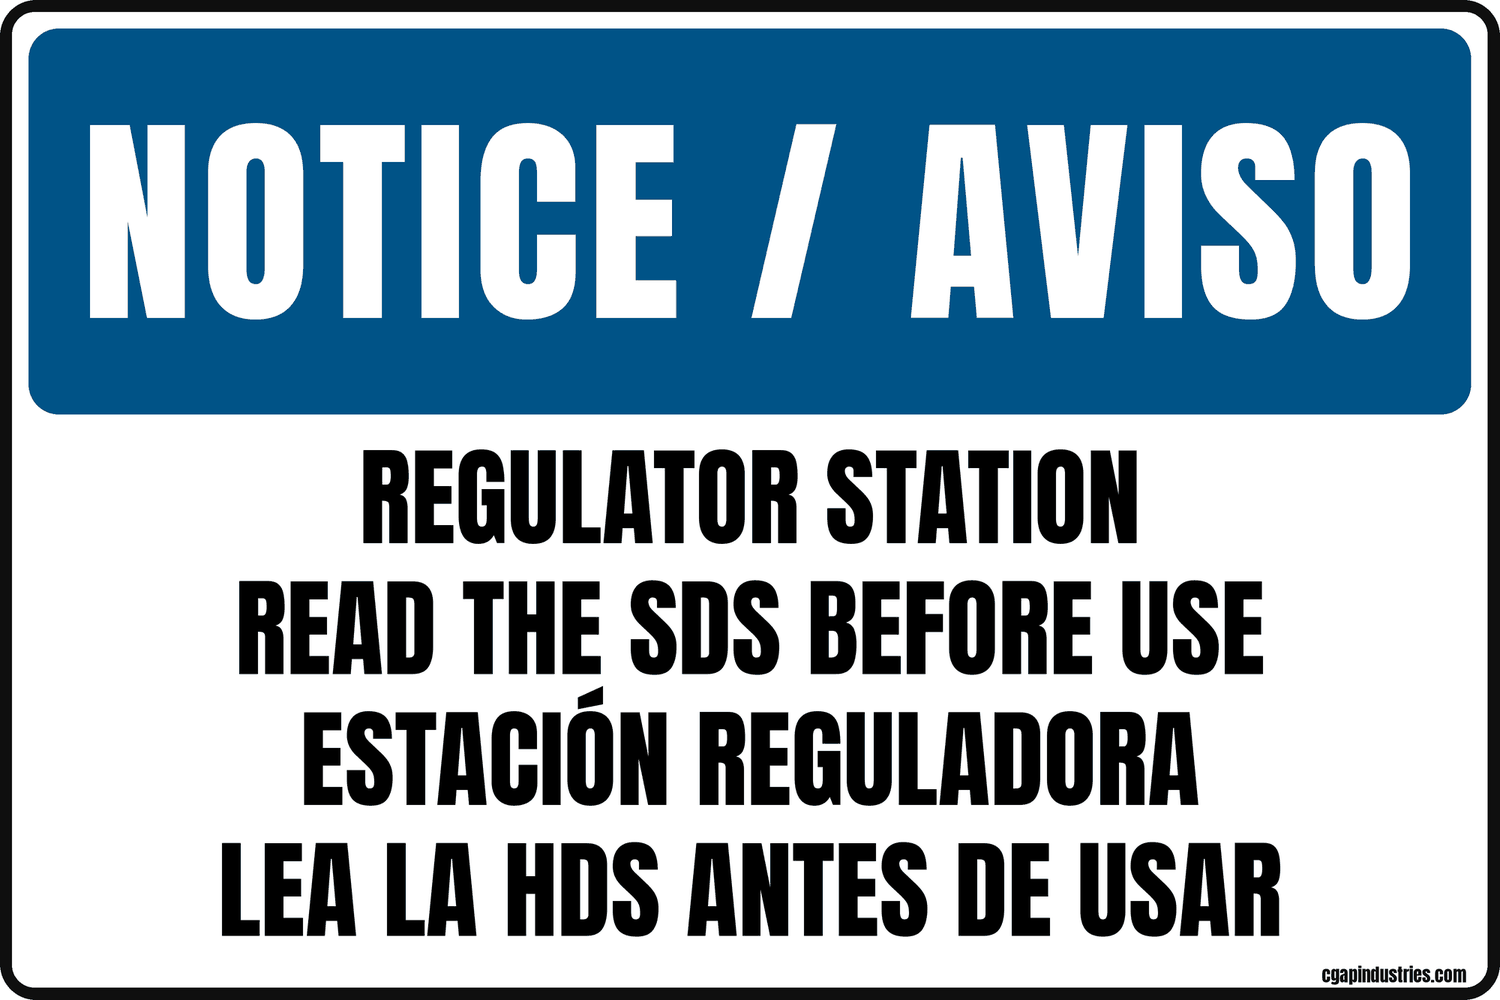 NOTICE / AVISO
REGULATOR STATION
READ THE SDS BEFORE USE
ESTACIÓN REGULADORA
LEA LA HDS ANTES DE USAR
cgapindustries.com